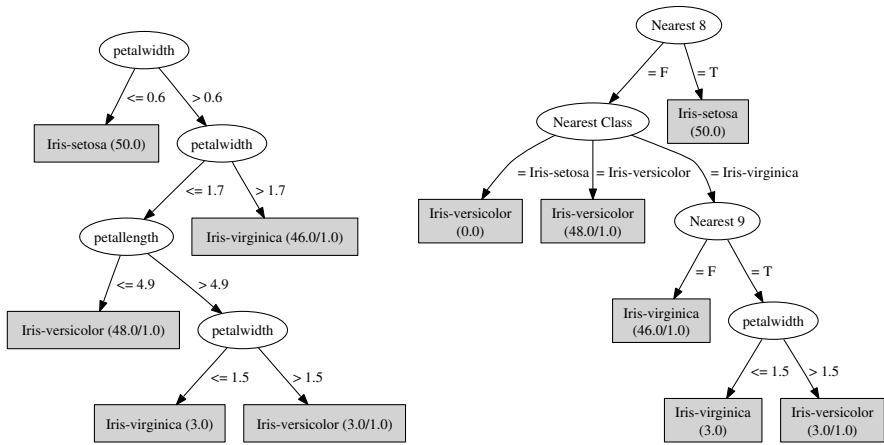 petalwidth
<= 0.6
> 0.6
Iris-setosa (50.0)
petalwidth
<= 1.7
> 1.7
petallength
Iris-virginica (46.0/1.0)
<= 4.9
> 4.9
Iris-versicolor (48.0/1.0)
petalwidth
<= 1.5
> 1.5
Iris-virginica (3.0)
Iris-versicolor (3.0/1.0)
Nearest 8
= F
= T
Nearest Class
Iris-setosa
(50.0)
= Iris-setosa
= Iris-versicolor
= Iris-virginica
Iris-versicolor
(0.0)
Iris-versicolor
(48.0/1.0)
Nearest 9
= F
= T
Iris-virginica
(46.0/1.0)
petalwidth
<= 1.5
> 1.5
Iris-virginica
(3.0)
Iris-versicolor
(3.0/1.0)